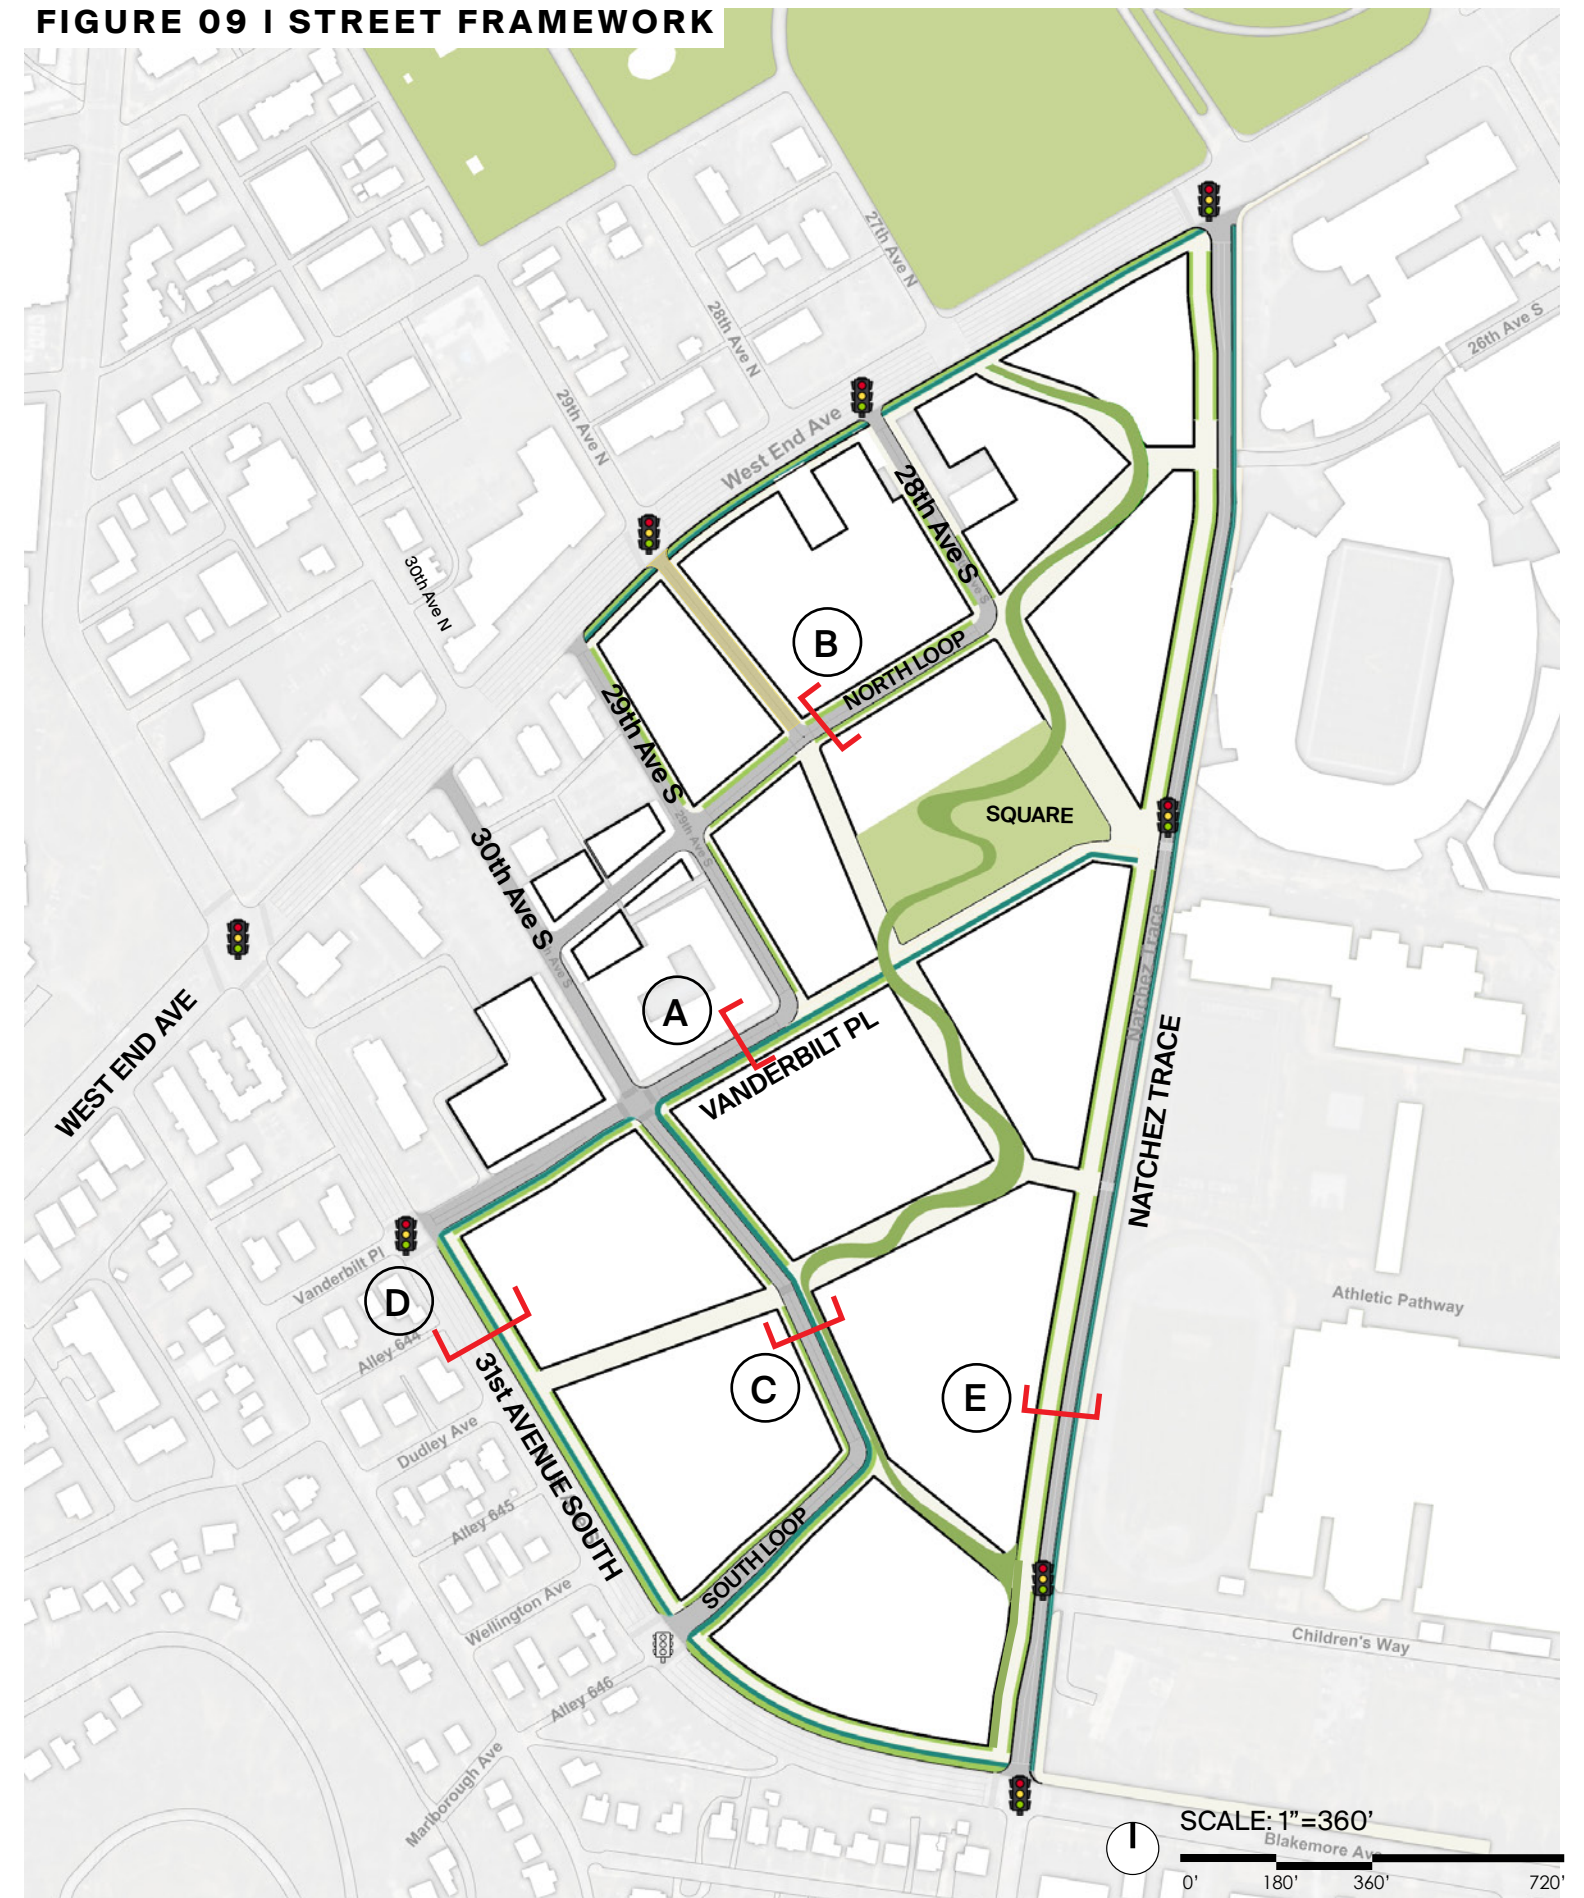 FIGURE 09 | STREET FRAMEWORK
27th Ave N
28th Ave N
26th Ave S
29th Ave N
West End Ave
28th Ave S
30th Ave N
B
NORTH LOOP
29th Ave S
SQUARE
29th Ave S
30th Ave S
Natchez Trace
A
WEST END AVE
VANDERBILT PL
NATCHEZ TRACE
Vanderbilt Pl
D
Athletic Pathway
Alley 644
C
E
31st AVENUE SOUTH
Dudley Ave
Alley 645
SOUTH LOOP
Wellington Ave
Children's Way
Alley 646
Marlborough Ave
SCALE: 1”=360’
Blakemore Ave
0’ 180’ 360’ 720’